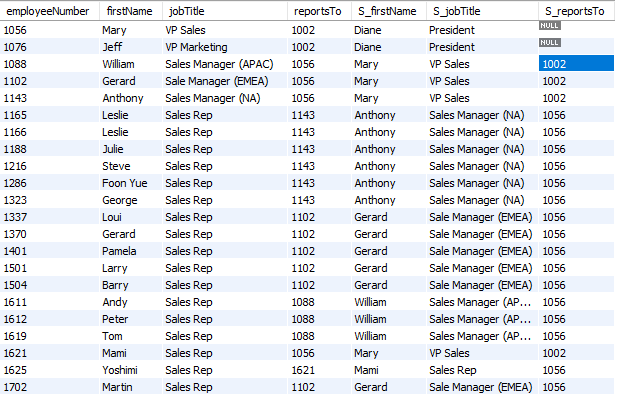 employeeNumber firstName jobTitle reportsTo S_firstName S_jobTitle S_reportsTo
1056 Mary VP Sales 1002 Diane President NULL
1076 Jeff VP Marketing 1002 Diane President NULL
1088 William Sales Manager (APAC) 1056 Mary VP Sales 1002
1102 Gerard Sale Manager (EMEA) 1056 Mary VP Sales 1002
1143 Anthony Sales Manager (NA) 1056 Mary VP Sales 1002
1165 Leslie Sales Rep 1143 Anthony Sales Manager (NA) 1056
1166 Leslie Sales Rep 1143 Anthony Sales Manager (NA) 1056
1188 Julie Sales Rep 1143 Anthony Sales Manager (NA) 1056
1216 Steve Sales Rep 1143 Anthony Sales Manager (NA) 1056
1286 Foon Yue Sales Rep 1143 Anthony Sales Manager (NA) 1056
1323 George Sales Rep 1143 Anthony Sales Manager (NA) 1056
1337 Loui Sales Rep 1102 Gerard Sale Manager (EMEA) 1056
1370 Gerard Sales Rep 1102 Gerard Sale Manager (EMEA) 1056
1401 Pamela Sales Rep 1102 Gerard Sale Manager (EMEA) 1056
1501 Larry Sales Rep 1102 Gerard Sale Manager (EMEA) 1056
1504 Barry Sales Rep 1102 Gerard Sale Manager (EMEA) 1056
1611 Andy Sales Rep 1088 William Sales Manager (AP... 1056
1612 Peter Sales Rep 1088 William Sales Manager (AP... 1056
1619 Tom Sales Rep 1088 William Sales Manager (AP... 1056
1621 Mami Sales Rep 1056 Mary VP Sales 1002
1625 Yoshimi Sales Rep 1621 Mami Sales Rep 1056
1702 Martin Sales Rep 1102 Gerard Sale Manager (EMEA) 1056